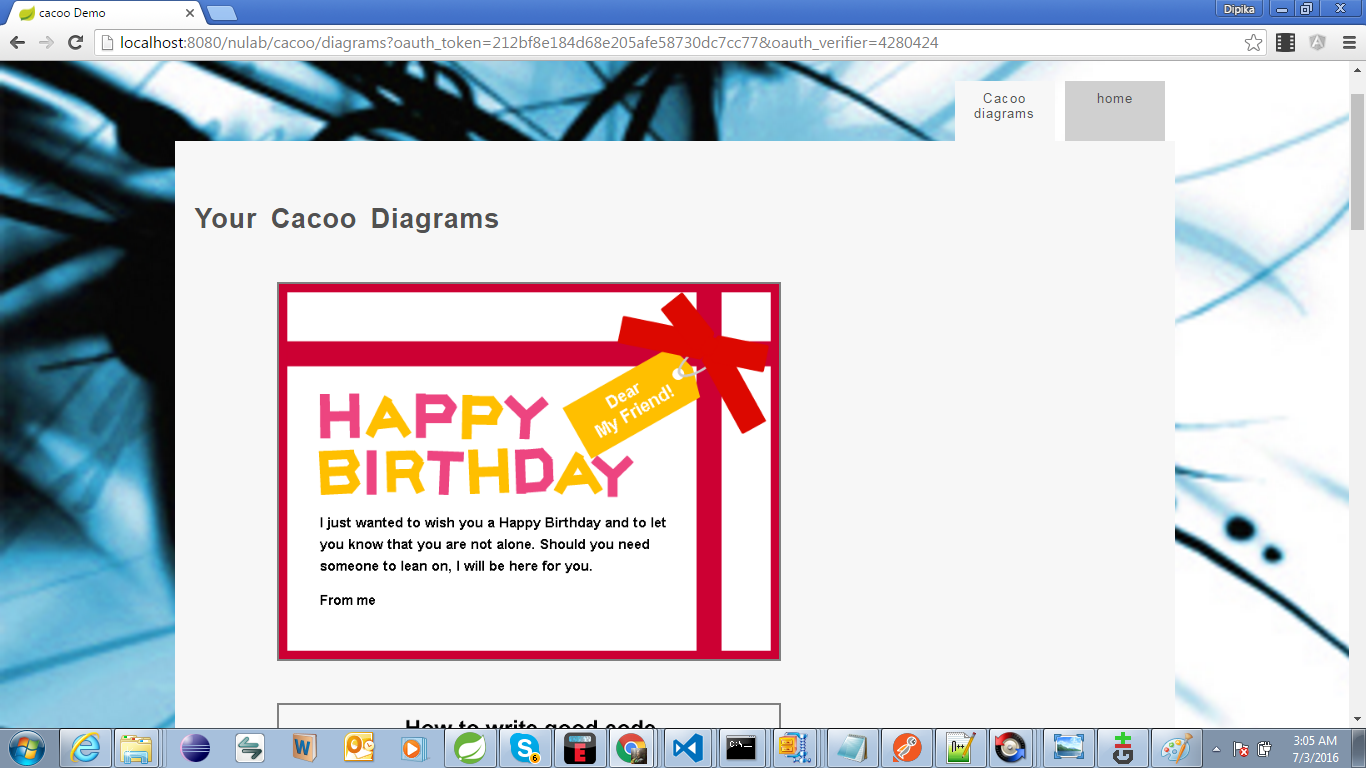 cacoo Demo
Dipika
localhost:8080/nulab/cacoo/diagrams?oauth_token=212bf8e184d68e205afe58730dc7cc77&oauth_verifier=4280424
Cacoo
diagrams
home
Your Cacoo Diagrams
Dear
My Friend!
HAPPY
BIRTHDAY
I just wanted to wish you a Happy Birthday and to let
you know that you are not alone. Should you need
someone to lean on, I will be here for you.
From me
How to write good code
3:05 AM
7/3/2016